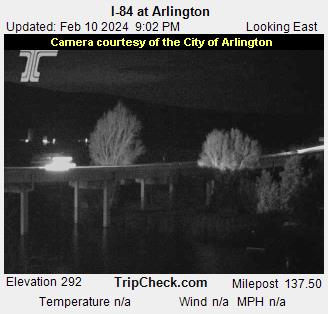 I-84 at Arlington
Updated: Feb 10 2024 9:02 PM Looking East
Camera courtesy of the City of Arlington
Elevation 292 TripCheck.com Milepost 137.50
Temperature n/a Wind n/a MPH n/a